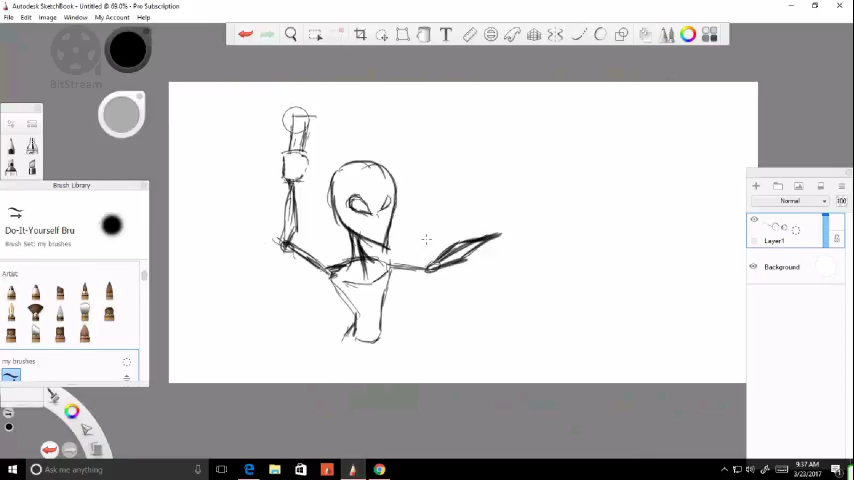 Autodesk SketchBook - Untitled @ 69.0% - Pro Subscription
File Edit Image Window My Account Help
BitStream
Brush Library
Do-It-Yourself Bru
Brush Set: my brushes
Artist
my brushes
Normal
100
Layer1
Background
Ask me anything
9:37 AM
3/23/2017